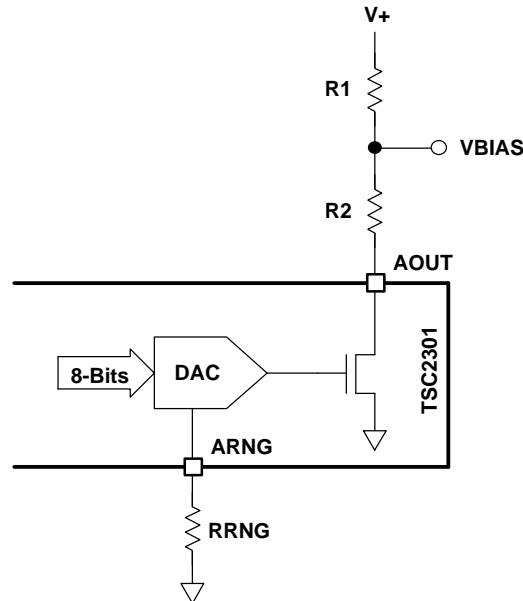 V+
R1
VBIAS
R2
AOUT
TSC2301
8-Bits
DAC
ARNG
RRNG